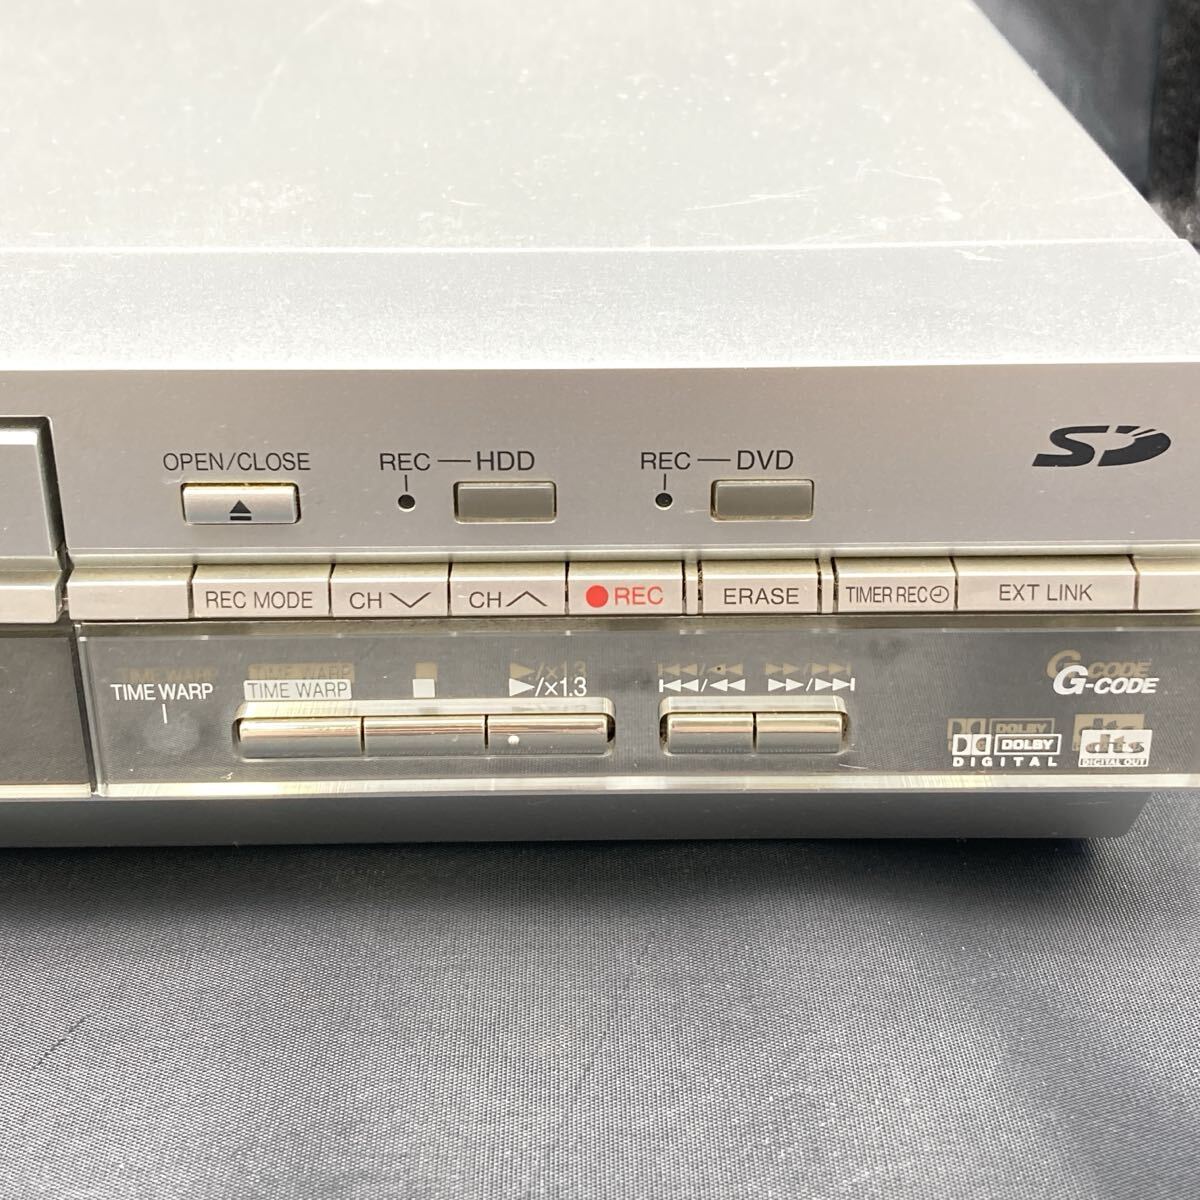 OPEN/CLOSE REC HDD REC DVD SD
REC MODE CH CH REC ERASE TIMER REC EXT LINK
TIME WARP TIME WARP ▶/×1.3 G-CODE
DOLBY DIGITAL dts DIGITAL OUT